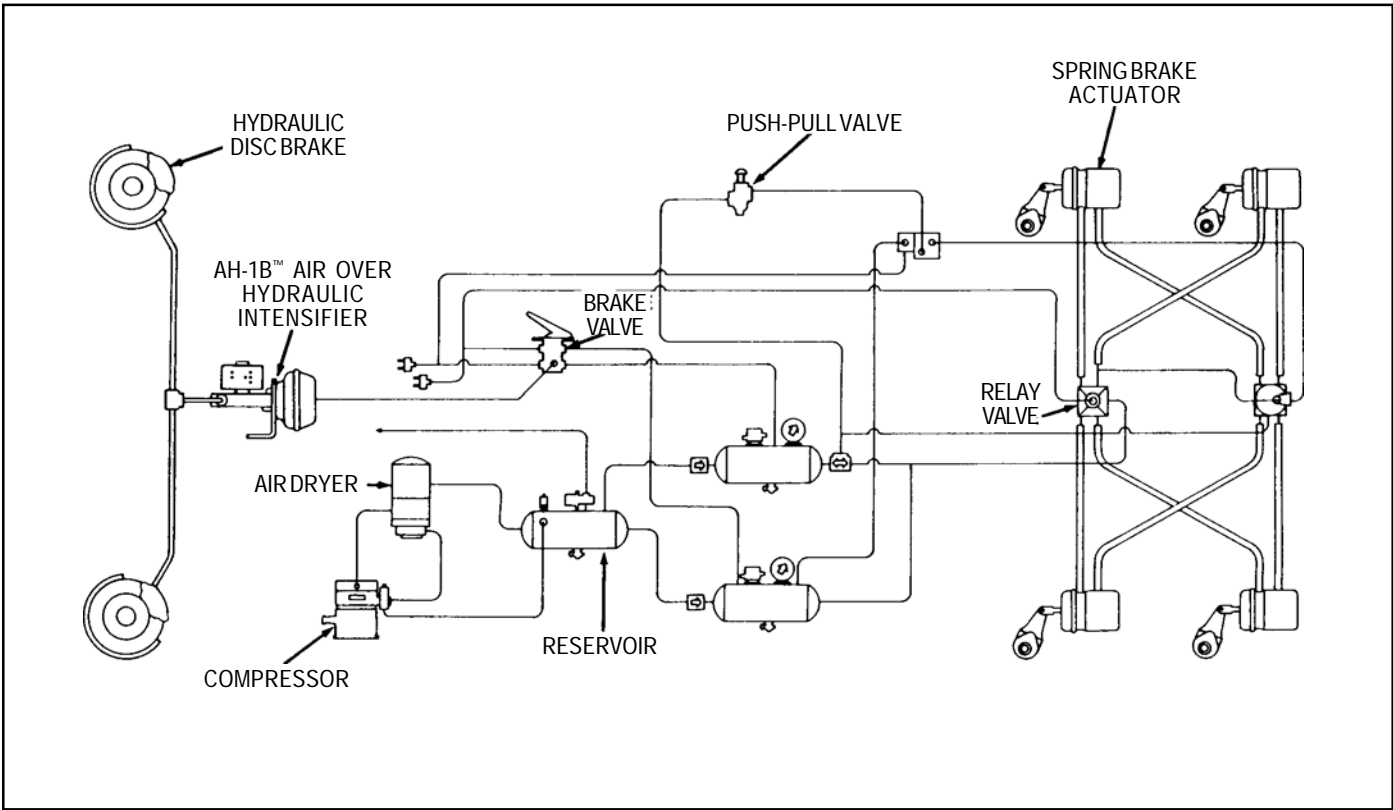 HYDRAULIC
DISC BRAKE
PUSH-PULL VALVE
SPRING BRAKE
ACTUATOR
AH-1B™ AIR OVER
HYDRAULIC
INTENSIFIER
BRAKE
VALVE
RELAY
VALVE
AIR DRYER
RESERVOIR
COMPRESSOR